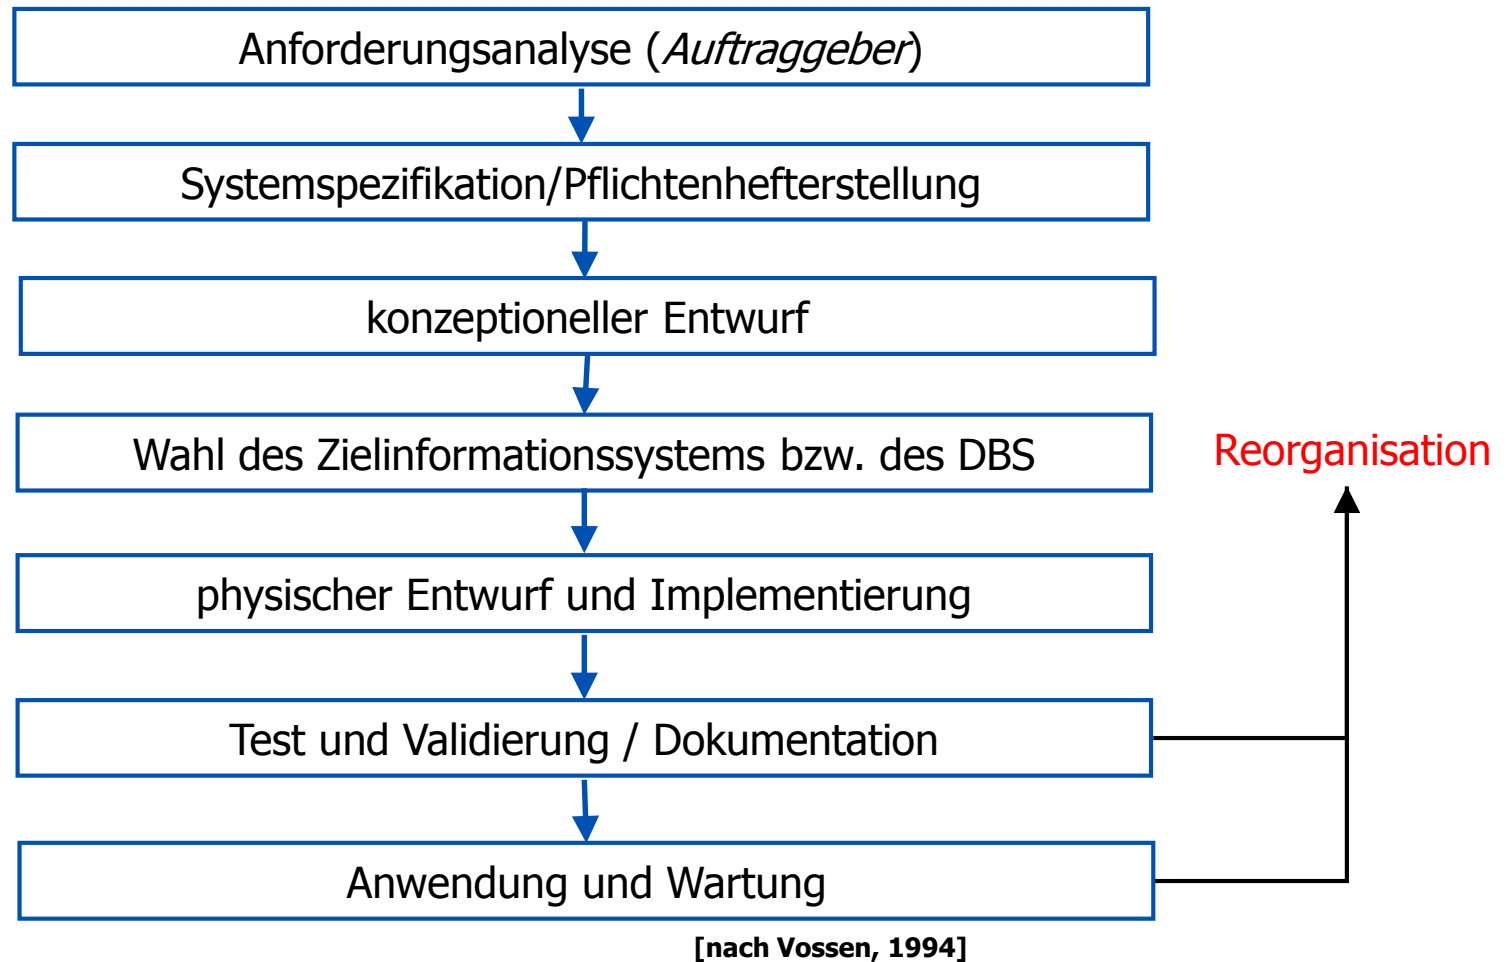 Anforderungsanalyse (Auftraggeber)
Systemspezifikation/Pflichtenhefterstellung
konzeptioneller Entwurf
Wahl des Zielinformationssystems bzw. des DBS
Reorganisation
physischer Entwurf und Implementierung
Test und Validierung / Dokumentation
Anwendung und Wartung
[nach Vossen, 1994]